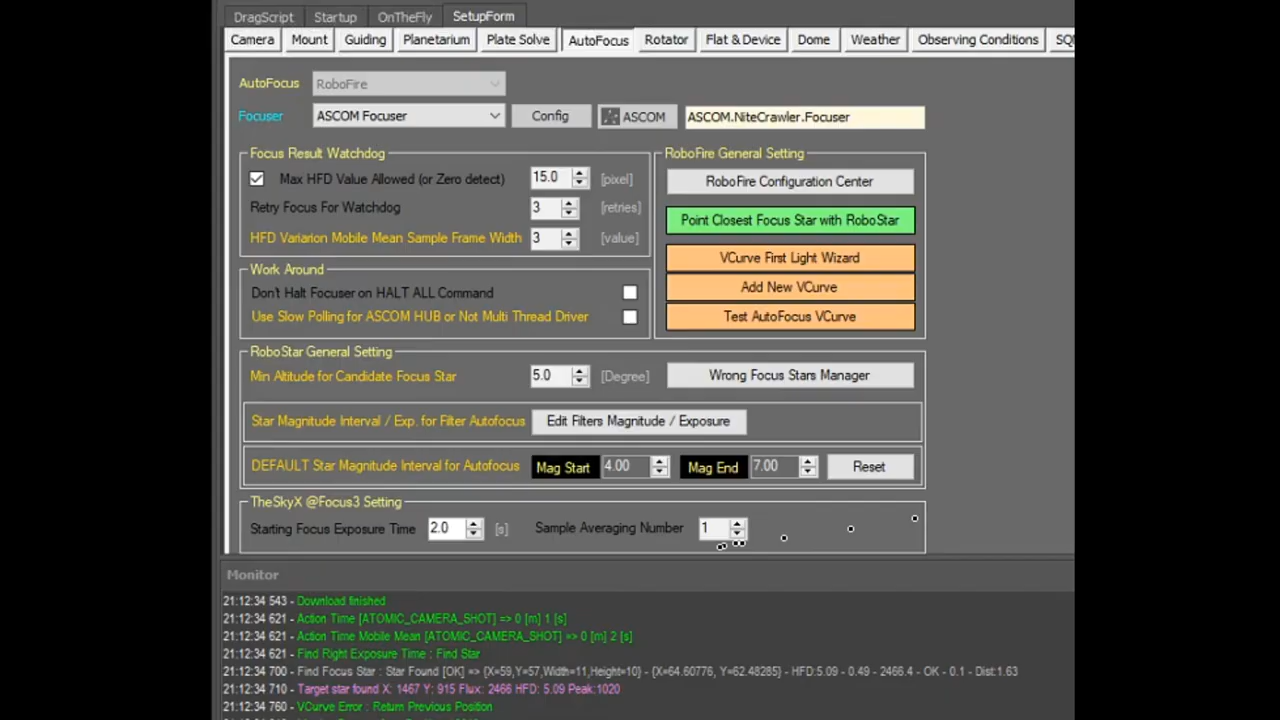 DragScript Startup OnTheFly SetupForm
Camera Mount Guiding Planetarium Plate Solve AutoFocus Rotator Flat & Device Dome Weather Observing Conditions
AutoFocus RoboFire
Focuser ASCOM Focuser Config ASCOM ASCOM.NiteCrawler.Focuser
Focus Result Watchdog RoboFire General Setting
Max HFD Value Allowed (or Zero detect) 15.0 [pixel] RoboFire Configuration Center
Retry Focus For Watchdog 3 [retries] Point Closest Focus Star with RoboStar
HFD Variarion Mobile Mean Sample Frame Width 3 [value]
VCurve First Light Wizard
Work Around
Don't Halt Focuser on HALT ALL Command Add New VCurve
Use Slow Polling for ASCOM HUB or Not Multi Thread Driver Test AutoFocus VCurve
RoboStar General Setting
Min Altitude for Candidate Focus Star 5.0 [Degree] Wrong Focus Stars Manager
Star Magnitude Interval / Exp. for Filter Autofocus Edit Filters Magnitude / Exposure
DEFAULT Star Magnitude Interval for Autofocus Mag Start 4.00 Mag End 7.00 Reset
TheSkyX @Focus3 Setting
Starting Focus Exposure Time 2.0 [s] Sample Averaging Number 1
Monitor
21:12:34 543 - Download finished
21:12:34 621 - Action Time [ATOMIC_CAMERA_SHOT] => 0 [m] 1 [s]
21:12:34 621 - Action Time Mobile Mean [ATOMIC_CAMERA_SHOT] => 0 [m] 2 [s]
21:12:34 621 - Find Right Exposure Time : Find Star
21:12:34 700 - Find Focus Star : Star Found [OK] => {X=59,Y=57,Width=11,Height=10} - {X=64.60776, Y=62.48285} - HFD:5.09 - 0.49 - 2466.4 - OK - 0.1 - Dist:1.63
21:12:34 710 - Target star found X: 1467 Y: 915 Flux: 2466 HFD: 5.09 Peak:1020
21:12:34 760 - VCurve Error : Return Previous Position